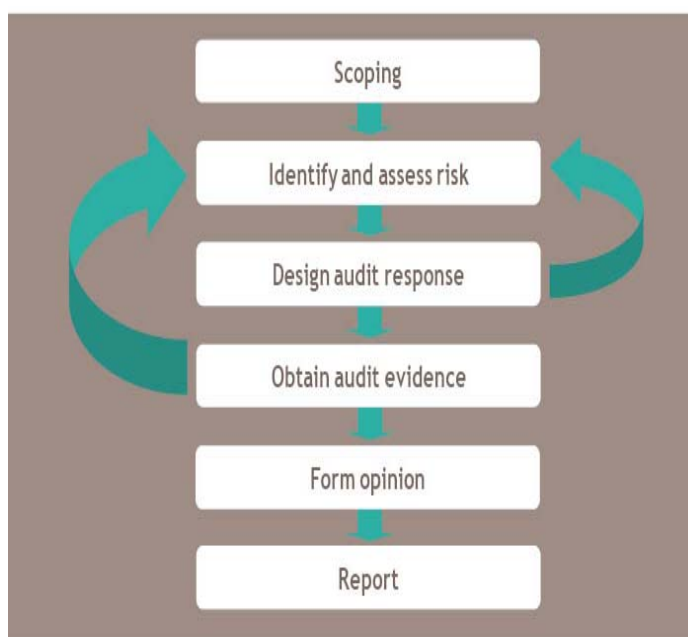 Scoping
Identify and assess risk
Design audit response
Obtain audit evidence
Form opinion
Report